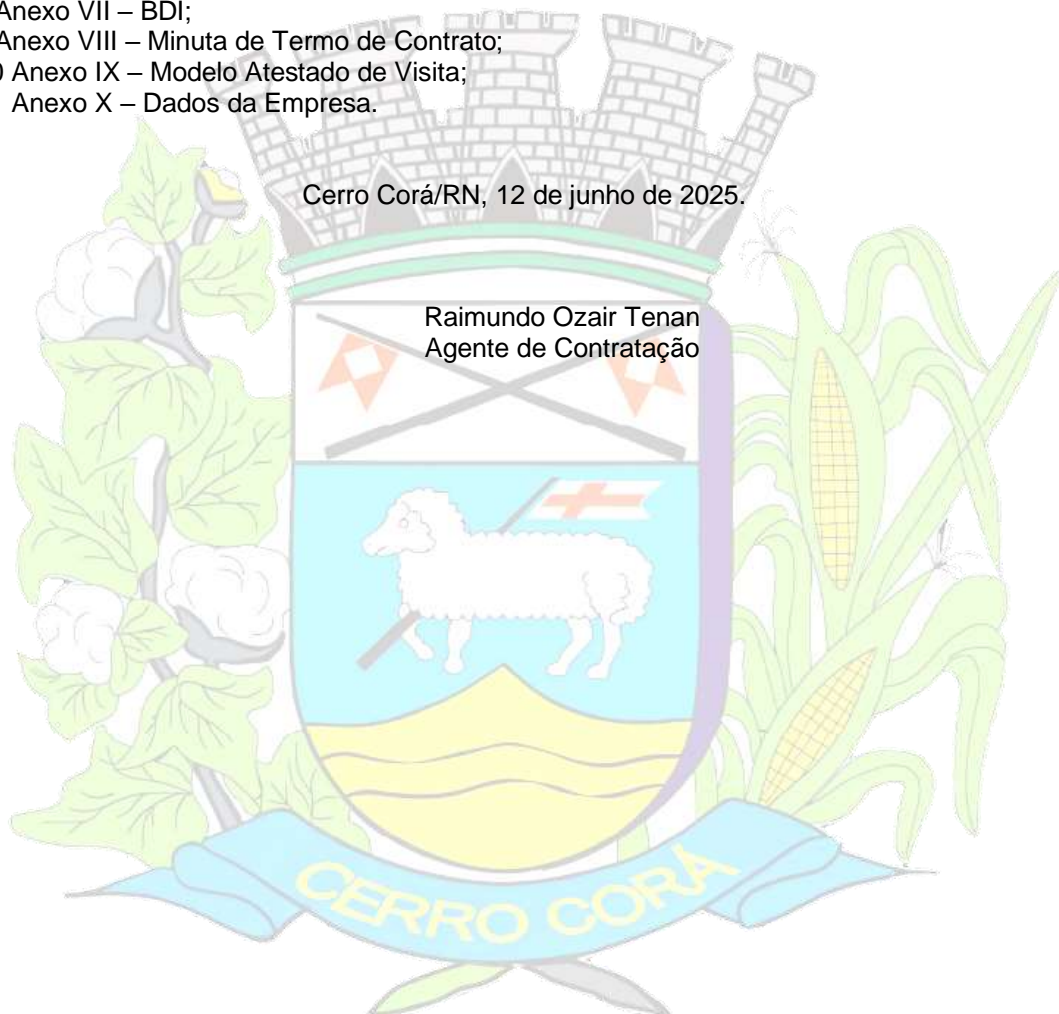 Anexo VII – BDI;
Anexo VIII – Minuta de Termo de Contrato;
0 Anexo IX – Modelo Atestado de Visita;
Anexo X – Dados da Empresa.
Cerro Corá/RN, 12 de junho de 2025.
Raimundo Ozair Tenan
Agente de Contratação
CERRO CORÁ